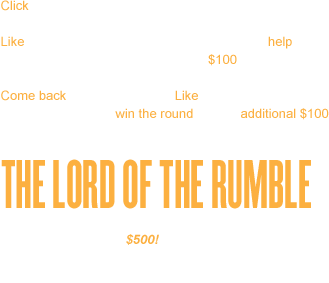 Click
Like help
$100
Come back Like
win the round additional $100
THE LORD OF THE RUMBLE
$500!